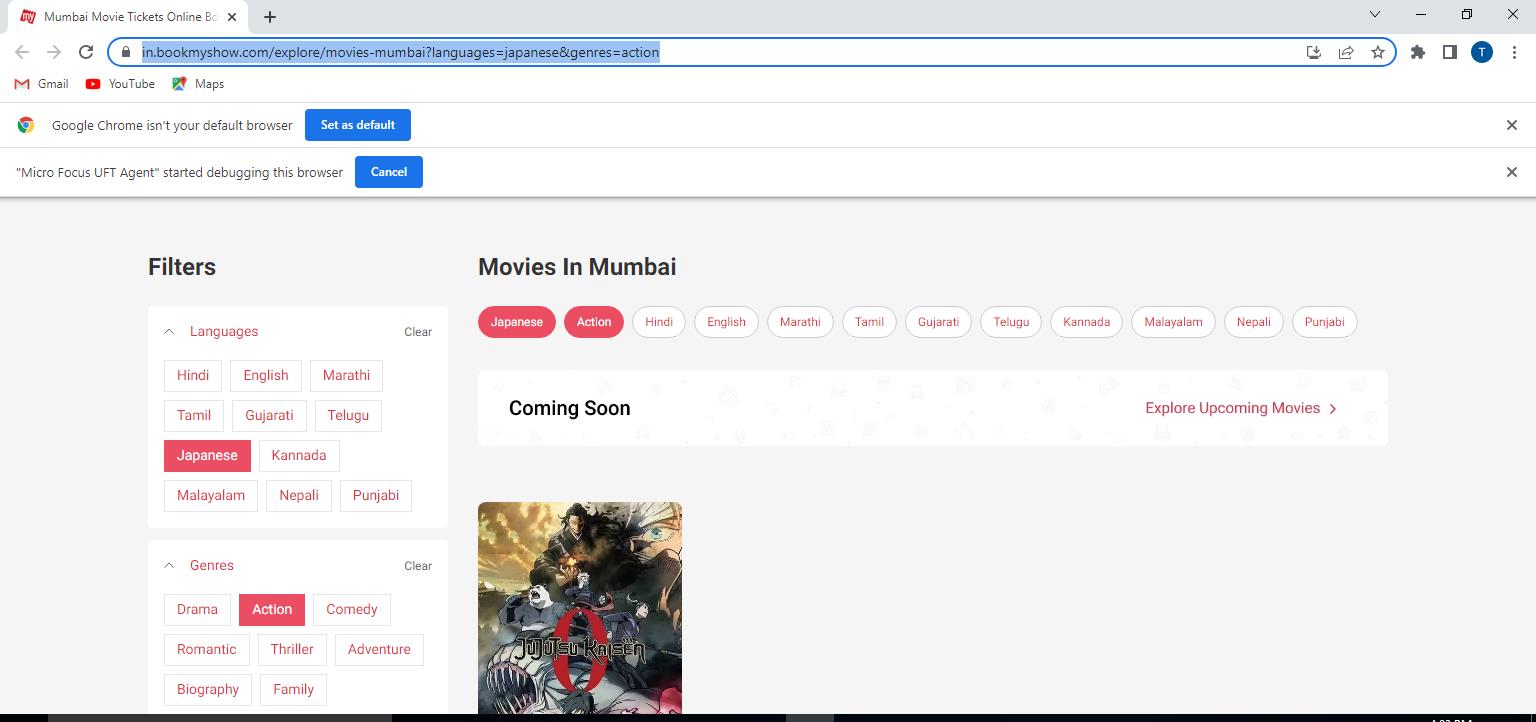 my Mumbai Movie Tickets Online Bo
in.bookmyshow.com/explore/movies-mumbai?languages=japanese&genres=action
T
Gmail YouTube Maps
Google Chrome isn't your default browser Set as default
"Micro Focus UFT Agent" started debugging this browser Cancel
Filters
Languages Clear
Hindi English Marathi
Tamil Gujarati Telugu
Japanese Kannada
Malayalam Nepali Punjabi
Genres Clear
Drama Action Comedy
Romantic Thriller Adventure
Biography Family
Movies In Mumbai
Japanese Action Hindi English Marathi Tamil Gujarati Telugu Kannada Malayalam Nepali Punjabi
Coming Soon Explore Upcoming Movies
0
JUJUTSU KAISEN